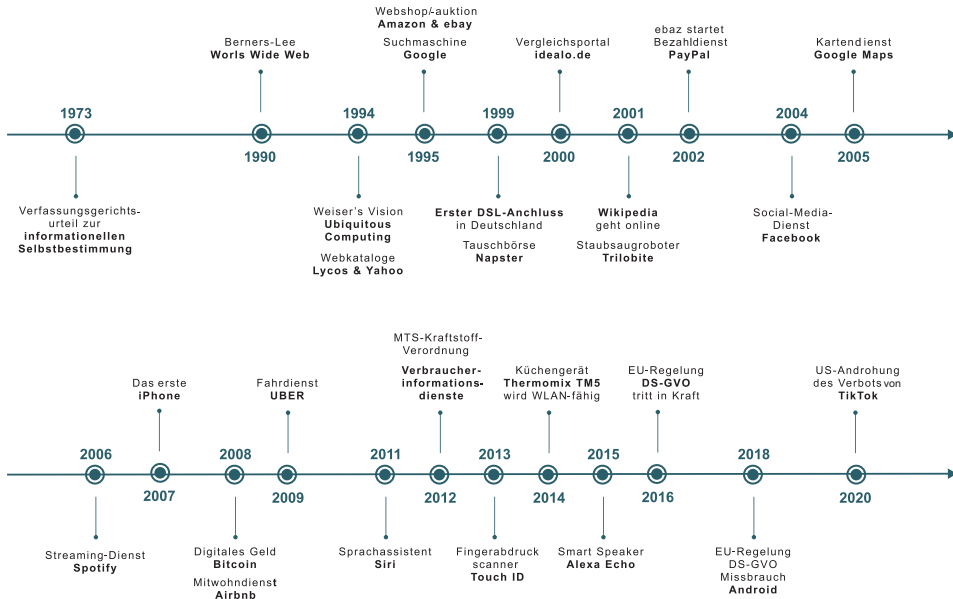 Webshop/-auktion
Amazon & ebay
Berners-Lee
Worls Wide Web
Suchmaschine
Google
Vergleichsportal
idealo.de
ebaz startet
Bezahldienst
PayPal
Kartendienst
Google Maps
1973
1990
1994
1995
1999
2000
2001
2002
2004
2005
Verfassungsgerichts-
urteil zur
informationellen
Selbstbestimmung
Weiser's Vision
Ubiquitous
Computing
Webkataloge
Lycos & Yahoo
Erster DSL-Anschluss
in Deutschland
Tauschbörse
Napster
Wikipedia
geht online
Staubsaugroboter
Trilobite
Social-Media-
Dienst
Facebook
Das erste
iPhone
Fahrdienst
UBER
MTS-Kraftstoff-
Verordnung
Verbraucher-
informations-
dienste
Küchengerät
Thermomix TM5
wird WLAN-fähig
EU-Regelung
DS-GVO
tritt in Kraft
US-Androhung
des Verbots von
TikTok
2006
2007
2008
2009
2011
2012
2013
2014
2015
2016
2018
2020
Streaming-Dienst
Spotify
Digitales Geld
Bitcoin
Mitwohndienst
Airbnb
Sprachassistent
Siri
Fingerabdruck
scanner
Touch ID
Smart Speaker
Alexa Echo
EU-Regelung
DS-GVO
Missbrauch
Android